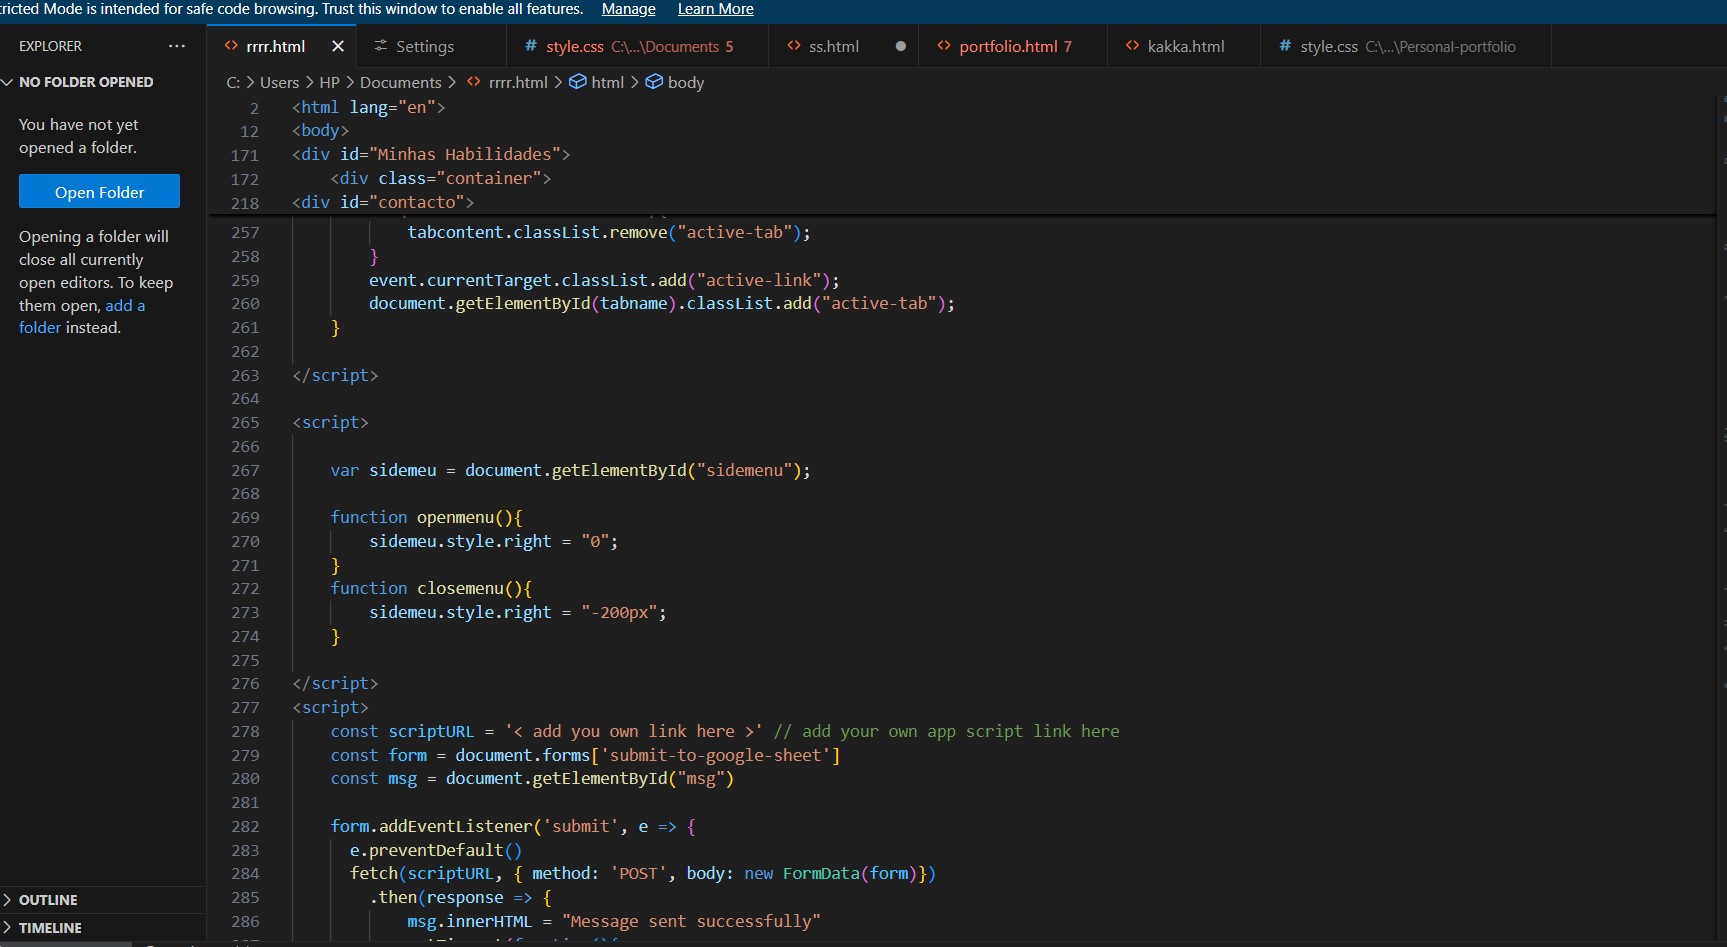 tricted Mode is intended for safe code browsing. Trust this window to enable all features. Manage Learn More
EXPLORER
NO FOLDER OPENED
You have not yet
opened a folder.
Open Folder
Opening a folder will
close all currently
open editors. To keep
them open, add a
folder instead.
OUTLINE
TIMELINE
rrrr.html
Settings
style.css C:\...\Documents 5
ss.html
portfolio.html 7
kakka.html
style.css C:\...\Personal-portfolio
C: > Users > HP > Documents > rrrr.html > html > body
2 <html lang="en">
12 <body>
171 <div id="Minhas Habilidades">
172 <div class="container">
218 <div id="contacto">
257 tabcontent.classList.remove("active-tab");
258 }
259 event.currentTarget.classList.add("active-link");
260 document.getElementById(tabname).classList.add("active-tab");
261 }
262
263 </script>
264
265 <script>
266
267 var sidemeu = document.getElementById("sidemenu");
268
269 function openmenu(){
270 sidemeu.style.right = "0";
271 }
272 function closemenu(){
273 sidemeu.style.right = "-200px";
274 }
275
276 </script>
277 <script>
278 const scriptURL = '< add you own link here >' // add your own app script link here
279 const form = document.forms['submit-to-google-sheet']
280 const msg = document.getElementById("msg")
281
282 form.addEventListener('submit', e => {
283 e.preventDefault()
284 fetch(scriptURL, { method: 'POST', body: new FormData(form)})
285 .then(response => {
286 msg.innerHTML = "Message sent successfully"